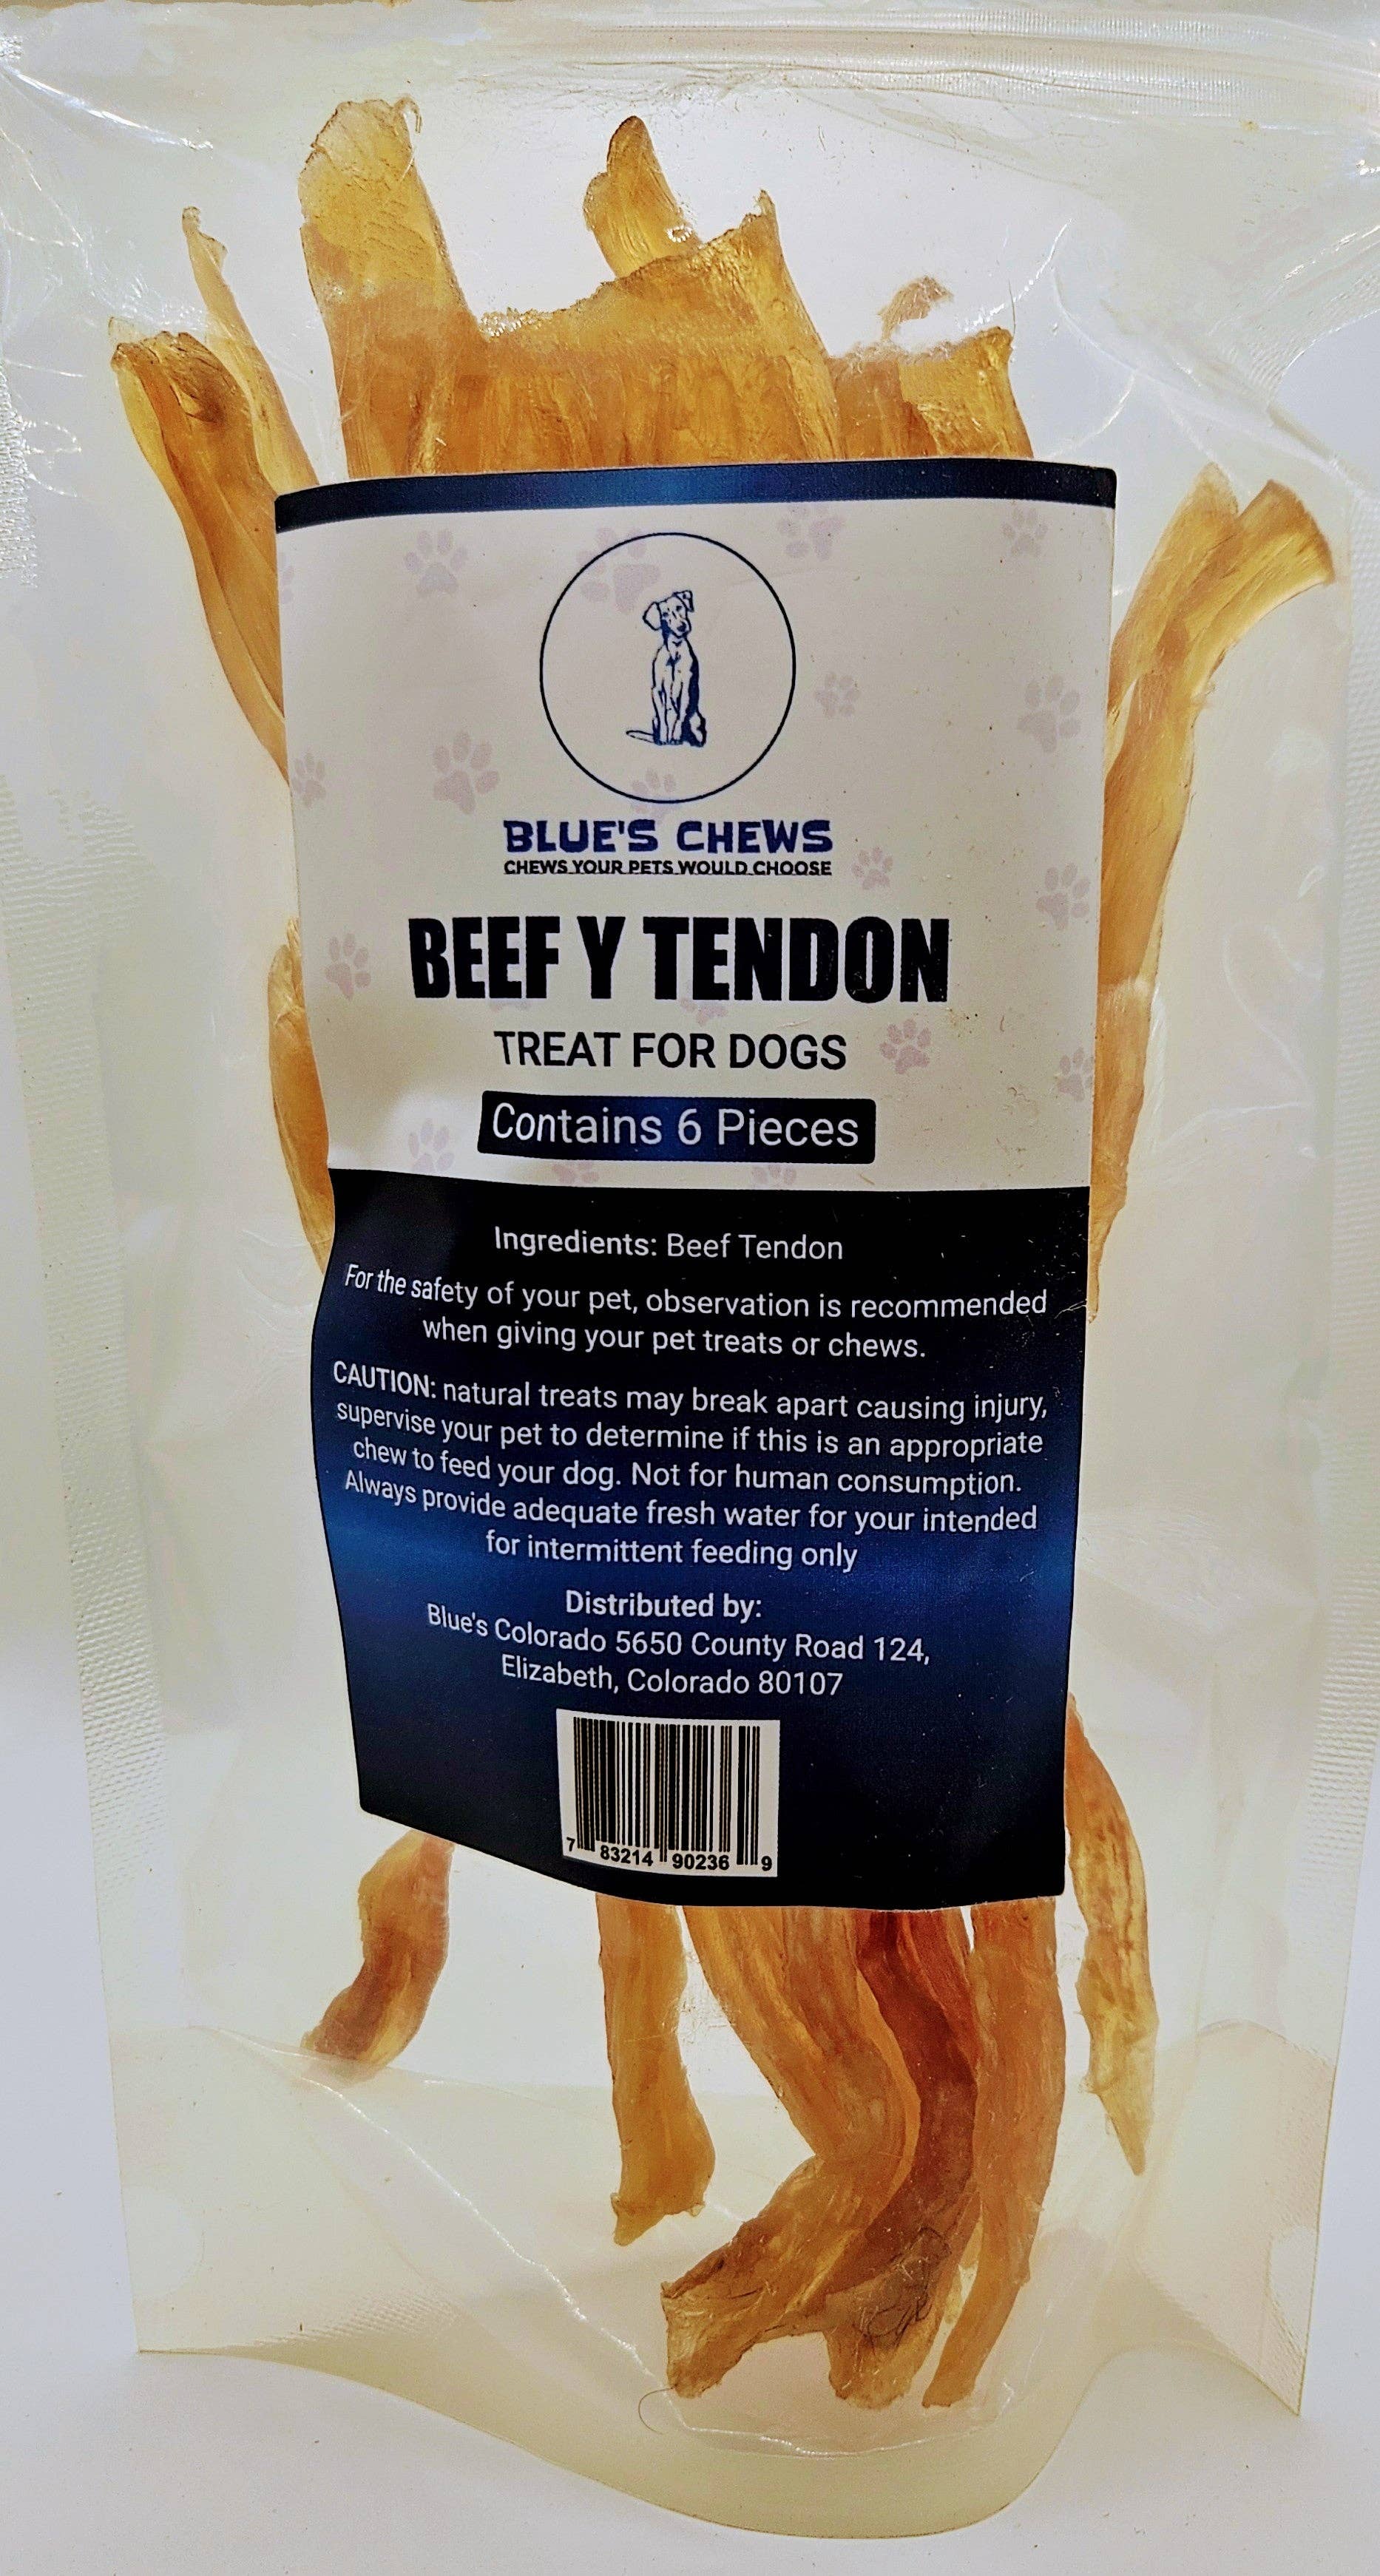 BLUE'S CHEWS
CHEWS YOUR PETS WOULD CHOOSE
BEEF Y TENDON
TREAT FOR DOGS
Contains 6 Pieces
Ingredients: Beef Tendon
For the safety of your pet, observation is recommended
when giving your pet treats or chews.
CAUTION: natural treats may break apart causing injury,
supervise your pet to determine if this is an appropriate
chew to feed your dog. Not for human consumption.
Always provide adequate fresh water for your intended
for intermittent feeding only
Distributed by:
Blue's Colorado 5650 County Road 124,
Elizabeth, Colorado 80107
7 83214 90236 9